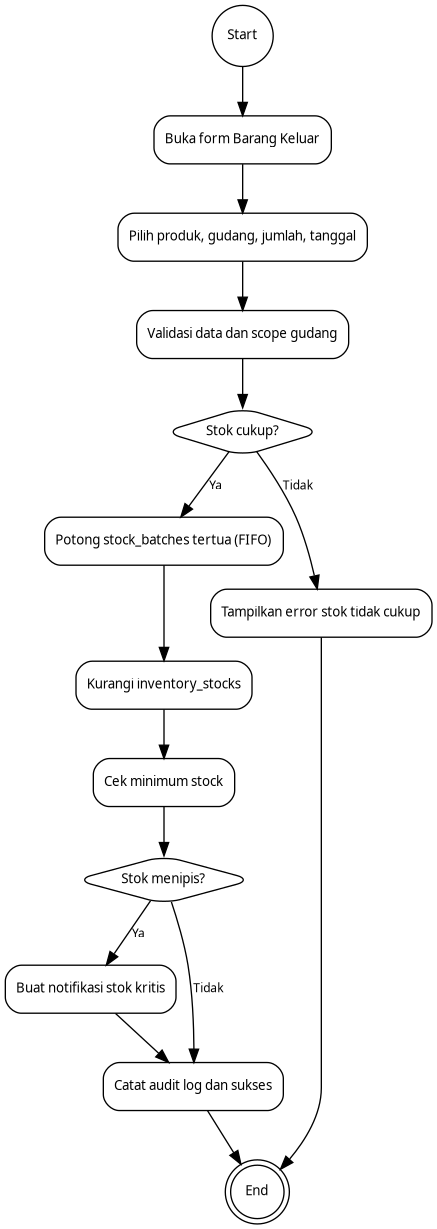 Start
Buka form Barang Keluar
Pilih produk, gudang, jumlah, tanggal
Validasi data dan scope gudang
Stok cukup?
Ya
Tidak
Potong stock_batches tertua (FIFO)
Tampilkan error stok tidak cukup
Kurangi inventory_stocks
Cek minimum stock
Stok menipis?
Ya
Buat notifikasi stok kritis
Tidak
Catat audit log dan sukses
End